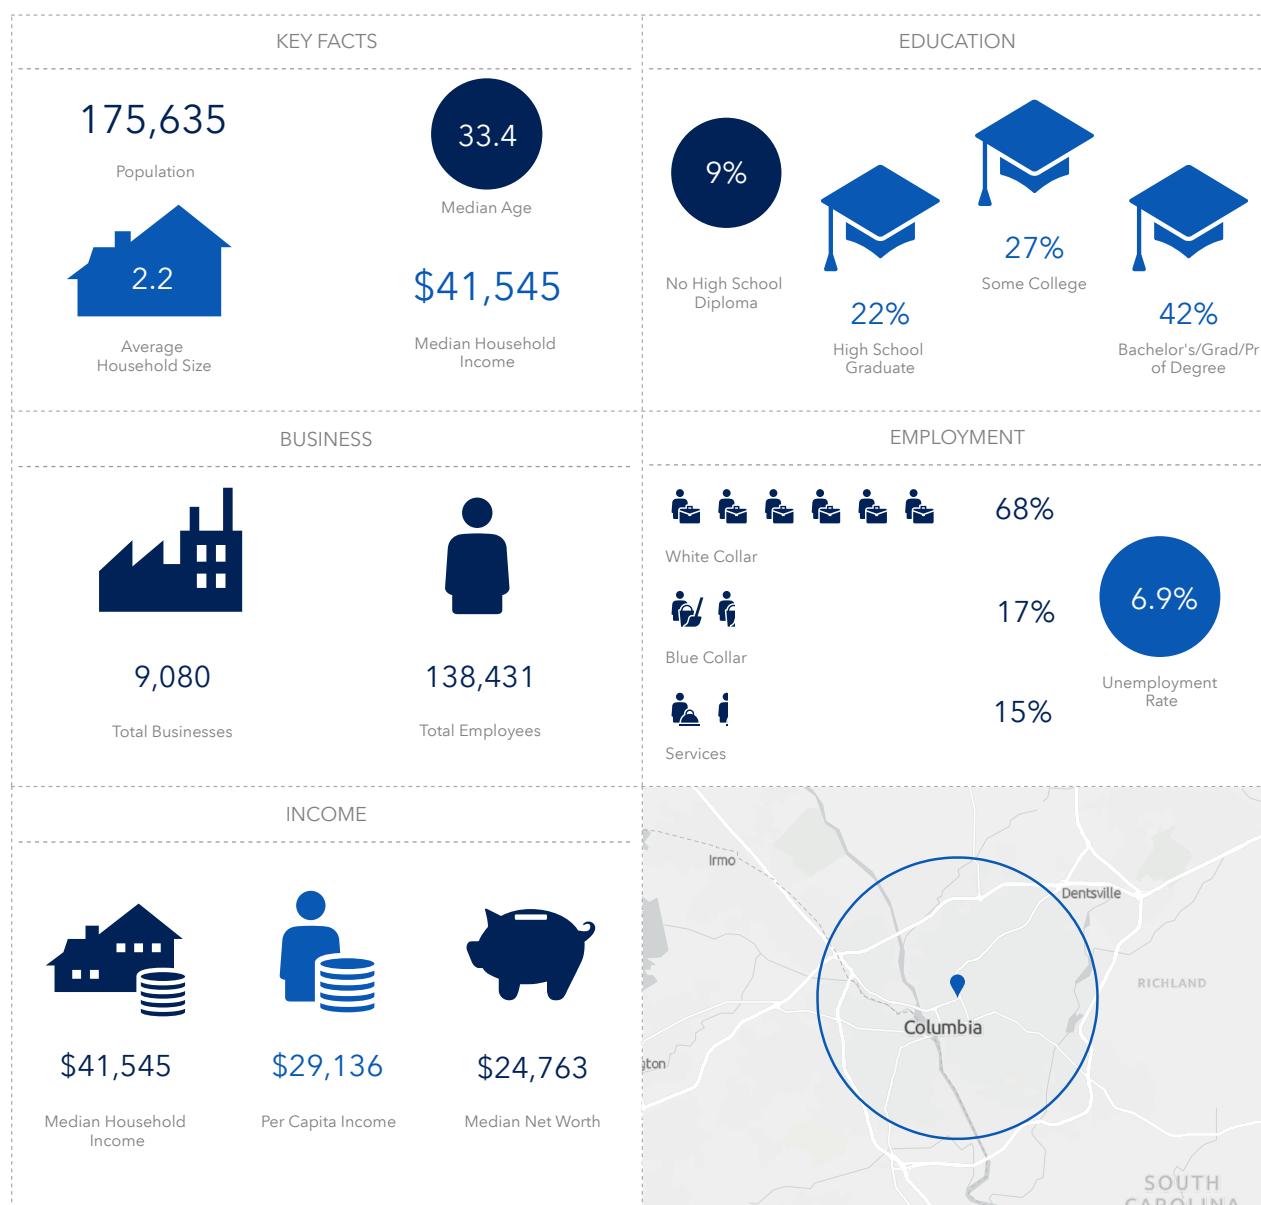 KEY FACTS
175,635
Population
33.4
Median Age
2.2
Average
Household Size
$41,545
Median Household
Income
EDUCATION
9%
No High School
Diploma
22%
High School
Graduate
27%
Some College
42%
Bachelor's/Grad/Pr
of Degree
BUSINESS
9,080
Total Businesses
138,431
Total Employees
EMPLOYMENT
68%
White Collar
17%
Blue Collar
15%
Services
6.9%
Unemployment
Rate
INCOME
$41,545
Median Household
Income
$29,136
Per Capita Income
$24,763
Median Net Worth
Irmo
Dentsville
RICHLAND
Columbia
gton
SOUTH
CAROLINA